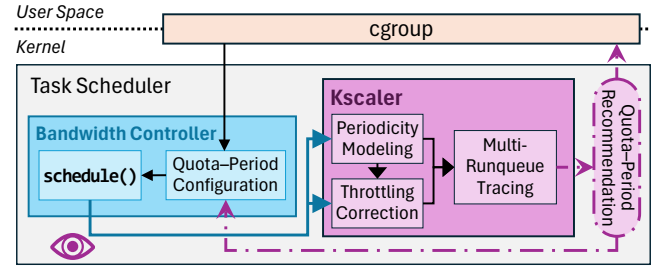 User Space
cgroup
Kernel
Task Scheduler
Kscaler
Bandwidth Controller
Periodicity
Modeling
schedule()
Quota–Period
Configuration
Throttling
Correction
Multi-
Runqueue
Tracing
Quota–Period
Recommendation